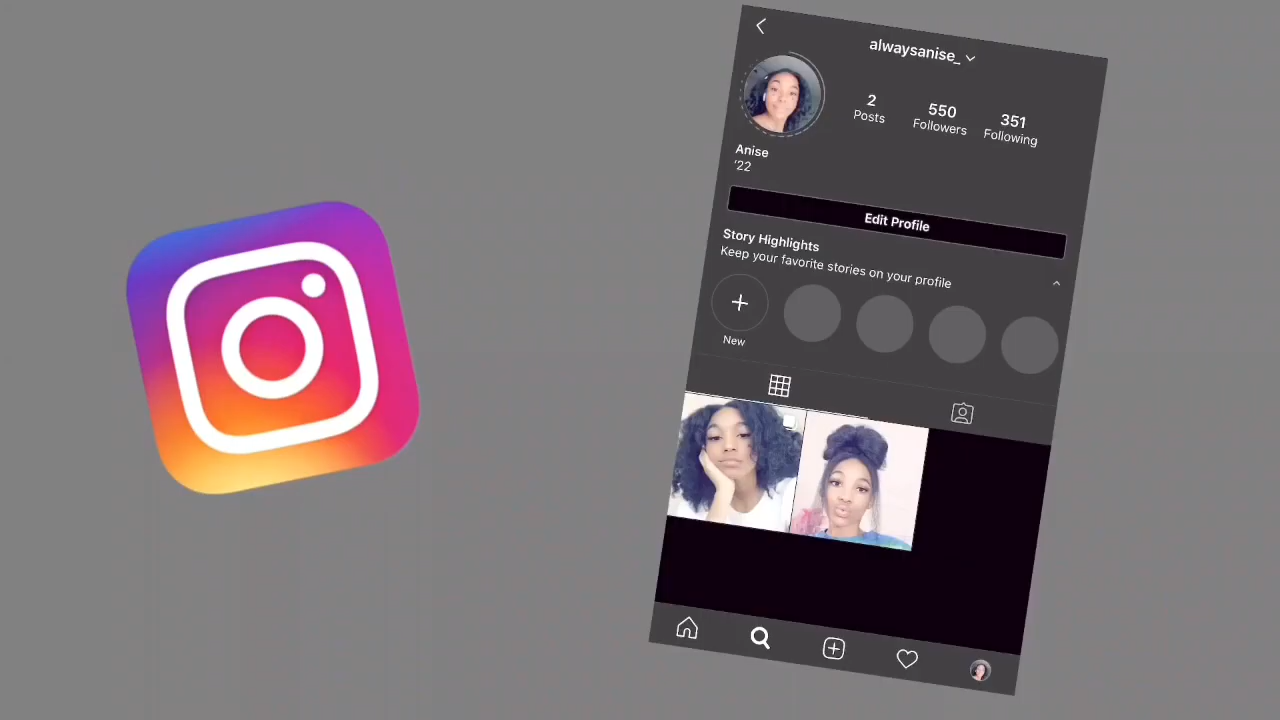 alwaysanise_
2
550
351
Posts
Followers
Following
Anise
'22
Edit Profile
Story Highlights
Keep your favorite stories on your profile
New